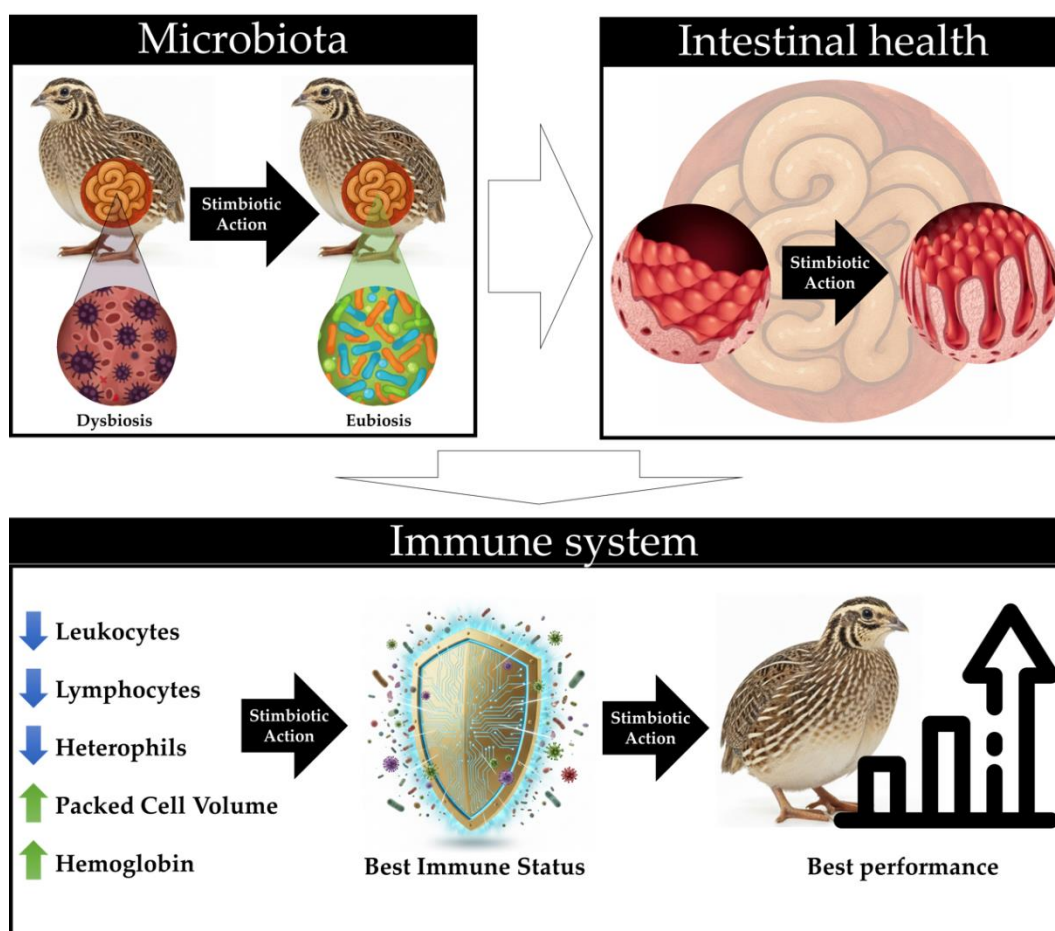 Microbiota
Stimbiotic
Action
Dysbiosis
Eubiosis
Intestinal health
Stimbiotic
Action
Immune system
Leukocytes
Lymphocytes
Heterophils
Packed Cell Volume
Hemoglobin
Stimbiotic
Action
Best Immune Status
Stimbiotic
Action
Best performance